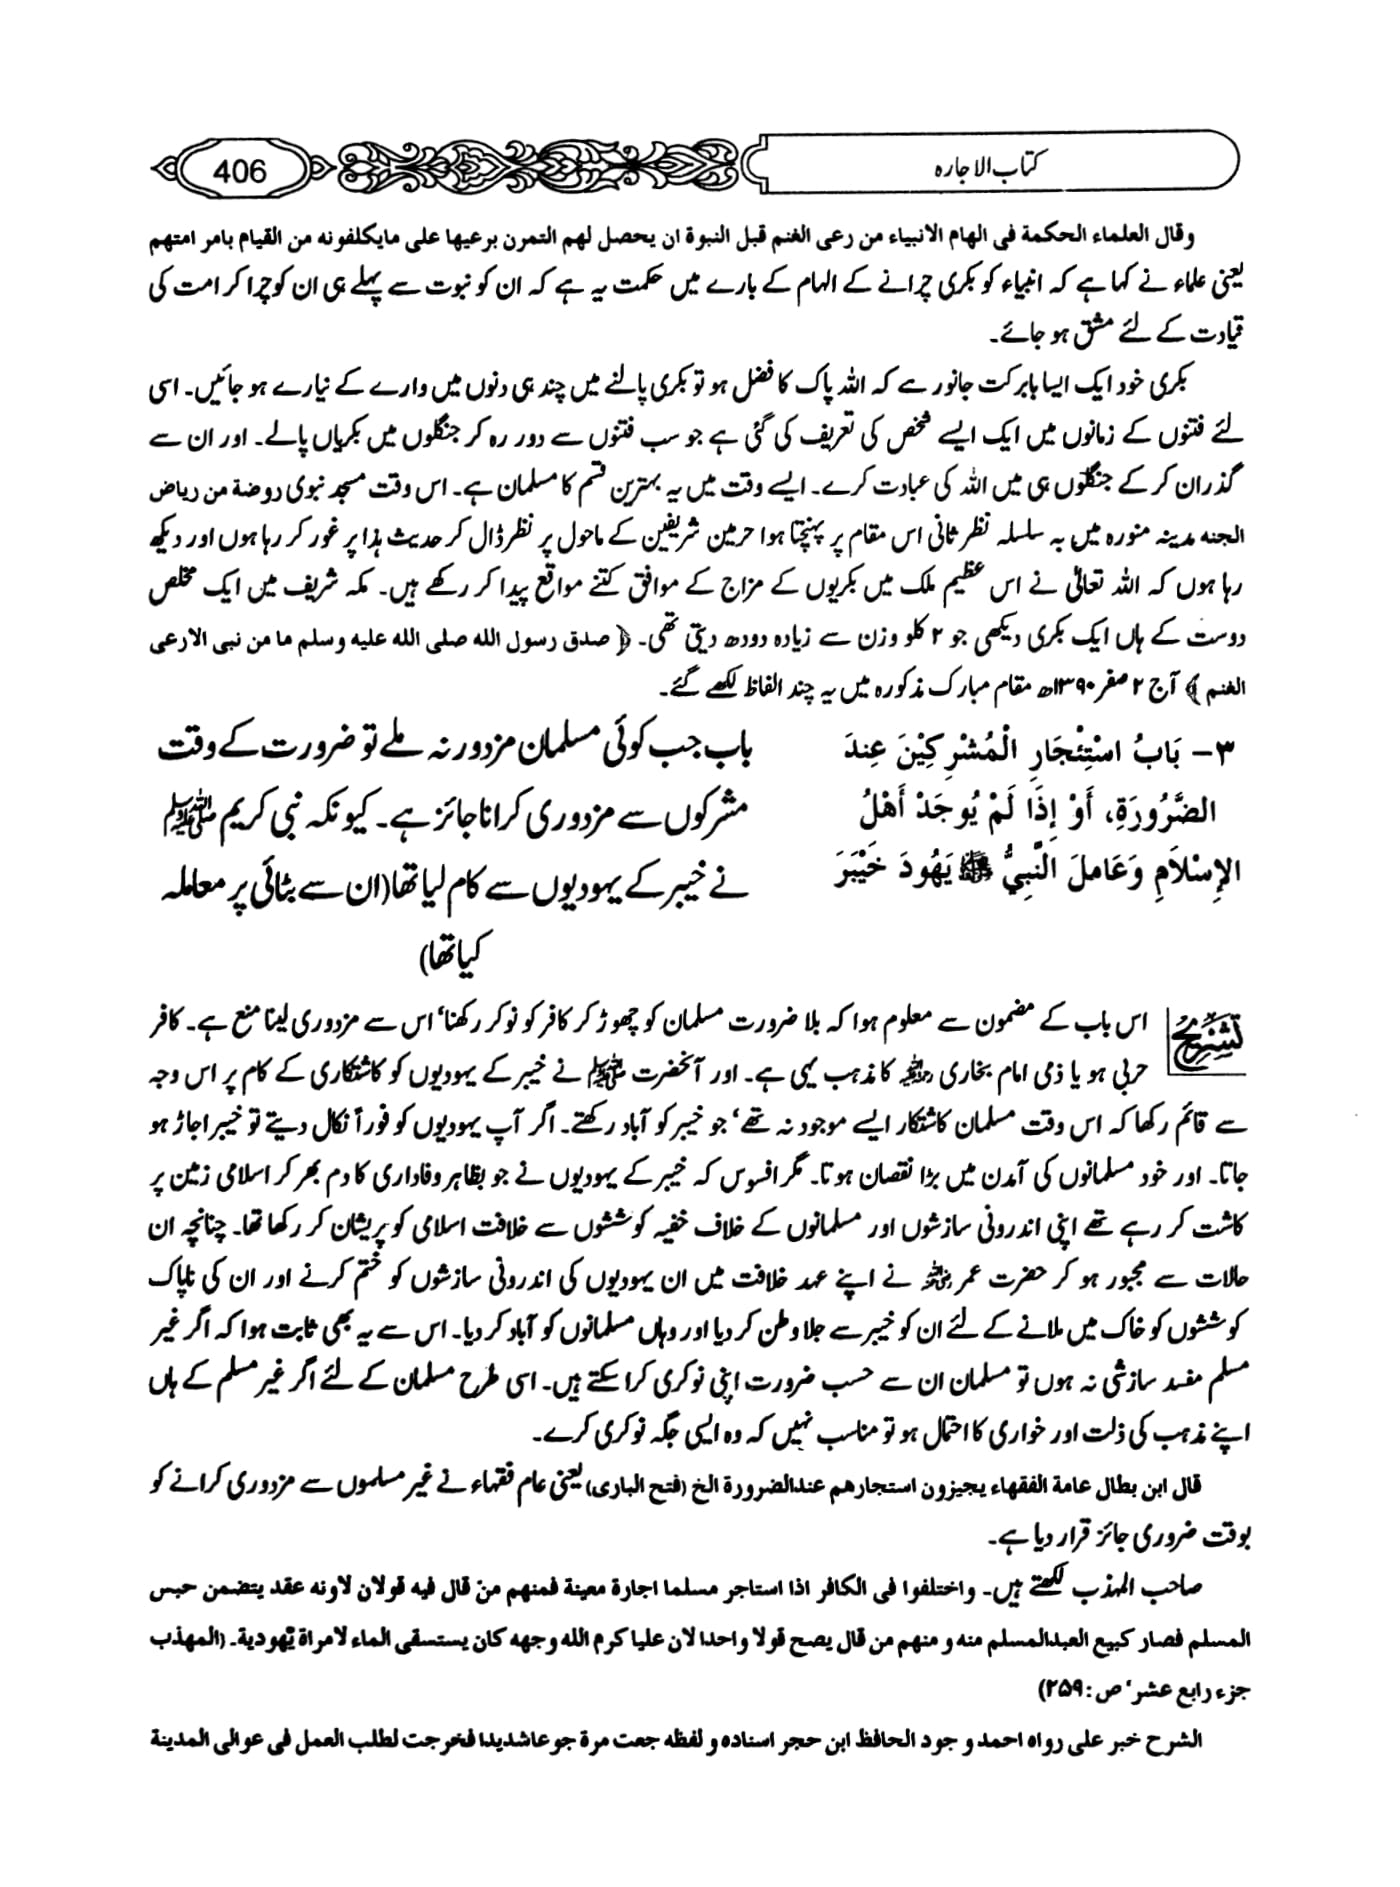 406
کتاب الاجارہ
وقال العلماء الحکمة فی الهام الانبیاء من رعی الغنم قبل النبوة ان یحصل لهم التمرن برعیها علی مایکلفونه من القیام بامر امتهم
یعنی علماء نے کہا ہے کہ انبیاء کو بکری چرانے کے الہام کے بارے میں حکمت یہ ہے کہ ان کو نبوت سے پہلے ہی ان کو چرا کر امت کی
قیادت کے لئے مشق ہو جائے۔
بکری خود ایک ایسا بابرکت جانور ہے کہ اللہ پاک کا فضل ہو تو بکری پالنے میں چند ہی دنوں میں وارے کے نیارے ہو جائیں۔ اسی
لئے فتنوں کے زمانوں میں ایک ایسے شخص کی تعریف کی گئی ہے جو سب فتنوں سے دور رہ کر جنگلوں میں بکریاں پالے۔ اور ان سے
گذران کر کے جنگلوں ہی میں اللہ کی عبادت کرے۔ ایسے وقت میں یہ بہترین قسم کا مسلمان ہے۔ اس وقت مسجد نبوی روضة من ریاض
الجنه مدینہ منورہ میں بہ سلسلہ نظر ثانی اس مقام پر پہنچتا ہوا حرمین شریفین کے ماحول پر نظر ڈال کر حدیث ہذا پر غور کر رہا ہوں اور دیکھ
رہا ہوں کہ اللہ تعالیٰ نے اس عظیم ملک میں بکریوں کے مزاج کے موافق کتنے مواقع پیدا کر رکھے ہیں۔ مکہ شریف میں ایک مخلص
دوست کے ہاں ایک بکری دیکھی جو ۲ کلو وزن سے زیادہ دودھ دیتی تھی۔ ﴿ صدق رسول الله صلی الله علیه وسلم ما من نبی الا رعی
الغنم ﴾ آج ۲ صفر ۱۳۹۰ھ مقام مبارک مذکورہ میں یہ چند الفاظ لکھے گئے۔
٣- بَابُ اسْتِئْجَارِ الْمُشْرِكِيْنَ عِنْدَ
الضَّرُورَةِ، أَوْ إِذَا لَمْ يُوجَدْ أَهْلُ
الإِسْلاَمِ وَعَامَلَ النَّبِيُّ ﷺ يَهُودَ خَيْبَرَ
باب جب کوئی مسلمان مزدور نہ ملے تو ضرورت کے وقت
مشرکوں سے مزدوری کرانا جائز ہے۔ کیونکہ نبی کریم ﷺ
نے خیبر کے یہودیوں سے کام لیا تھا (ان سے بٹائی پر معاملہ
کیا تھا)
تشریح
اس باب کے مضمون سے معلوم ہوا کہ بلا ضرورت مسلمان کو چھوڑ کر کافر کو نوکر رکھنا‘ اس سے مزدوری لینا منع ہے۔ کافر
حربی ہو یا ذمی امام بخاری رحمۃ اللہ علیہ کا مذہب یہی ہے۔ اور آنحضرت ﷺ نے خیبر کے یہودیوں کو کاشتکاری کے کام پر اس وجہ
سے قائم رکھا کہ اس وقت مسلمان کاشتکار ایسے موجود نہ تھے‘ جو خیبر کو آباد رکھتے۔ اگر آپ یہودیوں کو فوراً نکال دیتے تو خیبر اجاڑ ہو
جاتا۔ اور خود مسلمانوں کی آمدن میں بڑا نقصان ہوتا۔ مگر افسوس کہ خیبر کے یہودیوں نے جو بظاہر وفاداری کا دم بھر کر اسلامی زمین پر
کاشت کر رہے تھے اپنی اندرونی سازشوں اور مسلمانوں کے خلاف خفیہ کوششوں سے خلافت اسلامی کو پریشان کر رکھا تھا۔ چنانچہ ان
حالات سے مجبور ہو کر حضرت عمر رضی اللہ عنہ نے اپنے عہد خلافت میں ان یہودیوں کی اندرونی سازشوں کو ختم کرنے اور ان کی ناپاک
کوششوں کو خاک میں ملانے کے لئے ان کو خیبر سے جلا وطن کر دیا اور وہاں مسلمانوں کو آباد کر دیا۔ اس سے یہ بھی ثابت ہوا کہ اگر غیر
مسلم مفسد سازشی نہ ہوں تو مسلمان ان سے حسب ضرورت اپنی نوکری کرا سکتے ہیں۔ اسی طرح مسلمان کے لئے اگر غیر مسلم کے ہاں
اپنے مذہب کی ذلت اور خواری کا احتمال ہو تو مناسب نہیں کہ وہ ایسی جگہ نوکری کرے۔
قال ابن بطال عامة الفقهاء یجیزون استجارهم عندالضرورة الخ (فتح الباری) یعنی عام فقہاء نے غیر مسلموں سے مزدوری کرانے کو
بوقت ضروری جائز قرار دیا ہے۔
صاحب المہذب لکھتے ہیں۔ واختلفوا فی الکافر اذا استاجر مسلما اجارة معینة فمنهم من قال فیه قولان لاونه عقد یتضمن حبس
المسلم فصار کبیع العبدالمسلم منه و منهم من قال یصح قولا واحدا لان علیا کرم الله وجهه کان یستسقی الماء لامراة یهودیة۔ (المهذب
جزء رابع عشر‘ ص: ۲۵۹)
الشرح خبر علی رواه احمد و جود الحافظ ابن حجر اسناده و لفظه جعت مرة جوعا شدیدا فخرجت لطلب العمل فی عوالی المدینة